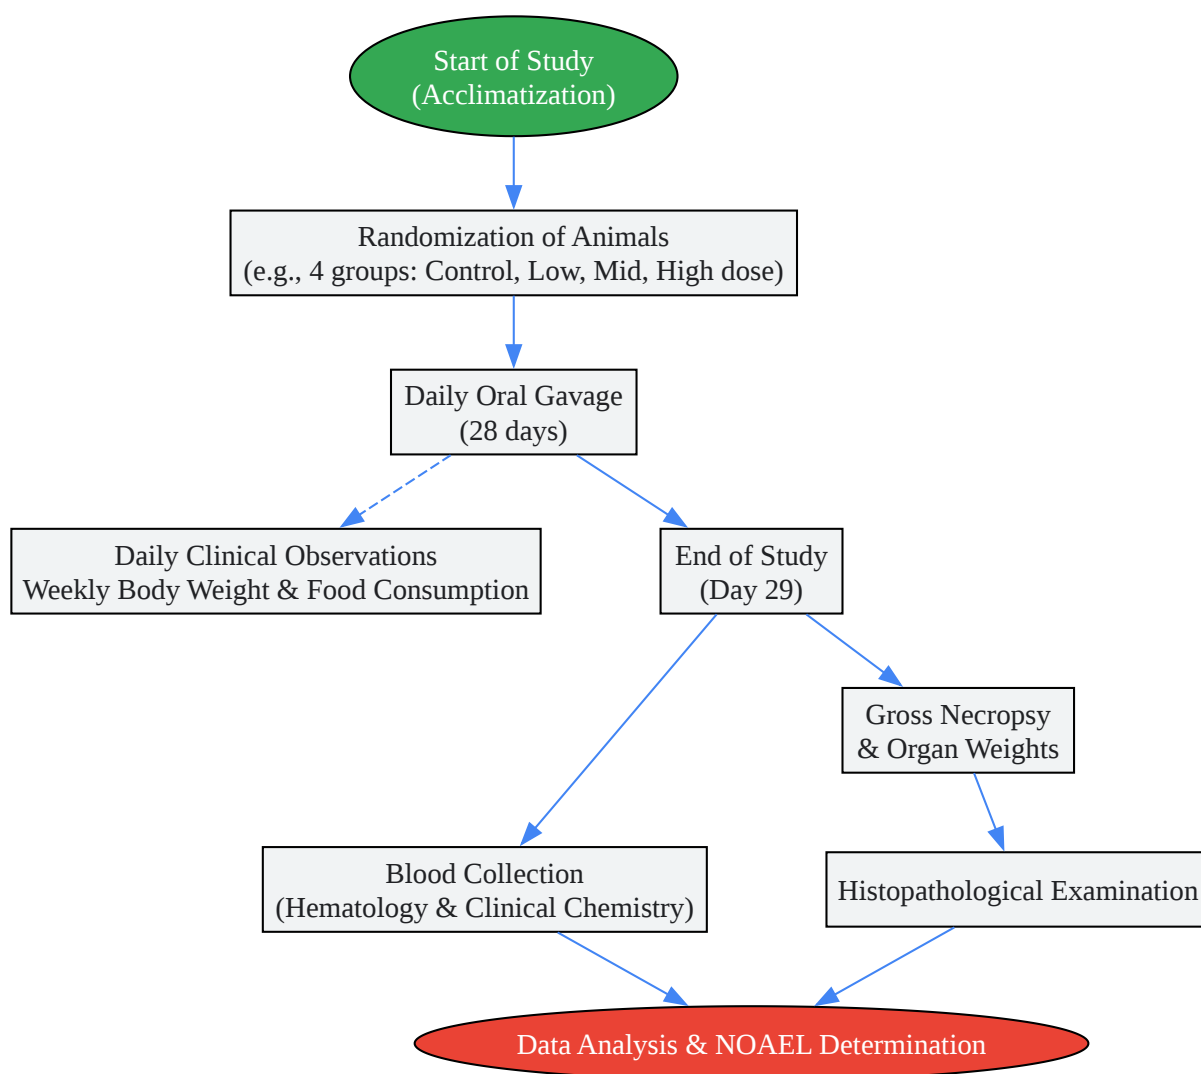 Start of Study
(Acclimatization)
Randomization of Animals
(e.g., 4 groups: Control, Low, Mid, High dose)
Daily Oral Gavage
(28 days)
Daily Clinical Observations
Weekly Body Weight & Food Consumption
End of Study
(Day 29)
Gross Necropsy
& Organ Weights
Blood Collection
(Hematology & Clinical Chemistry)
Histopathological Examination
Data Analysis & NOAEL Determination